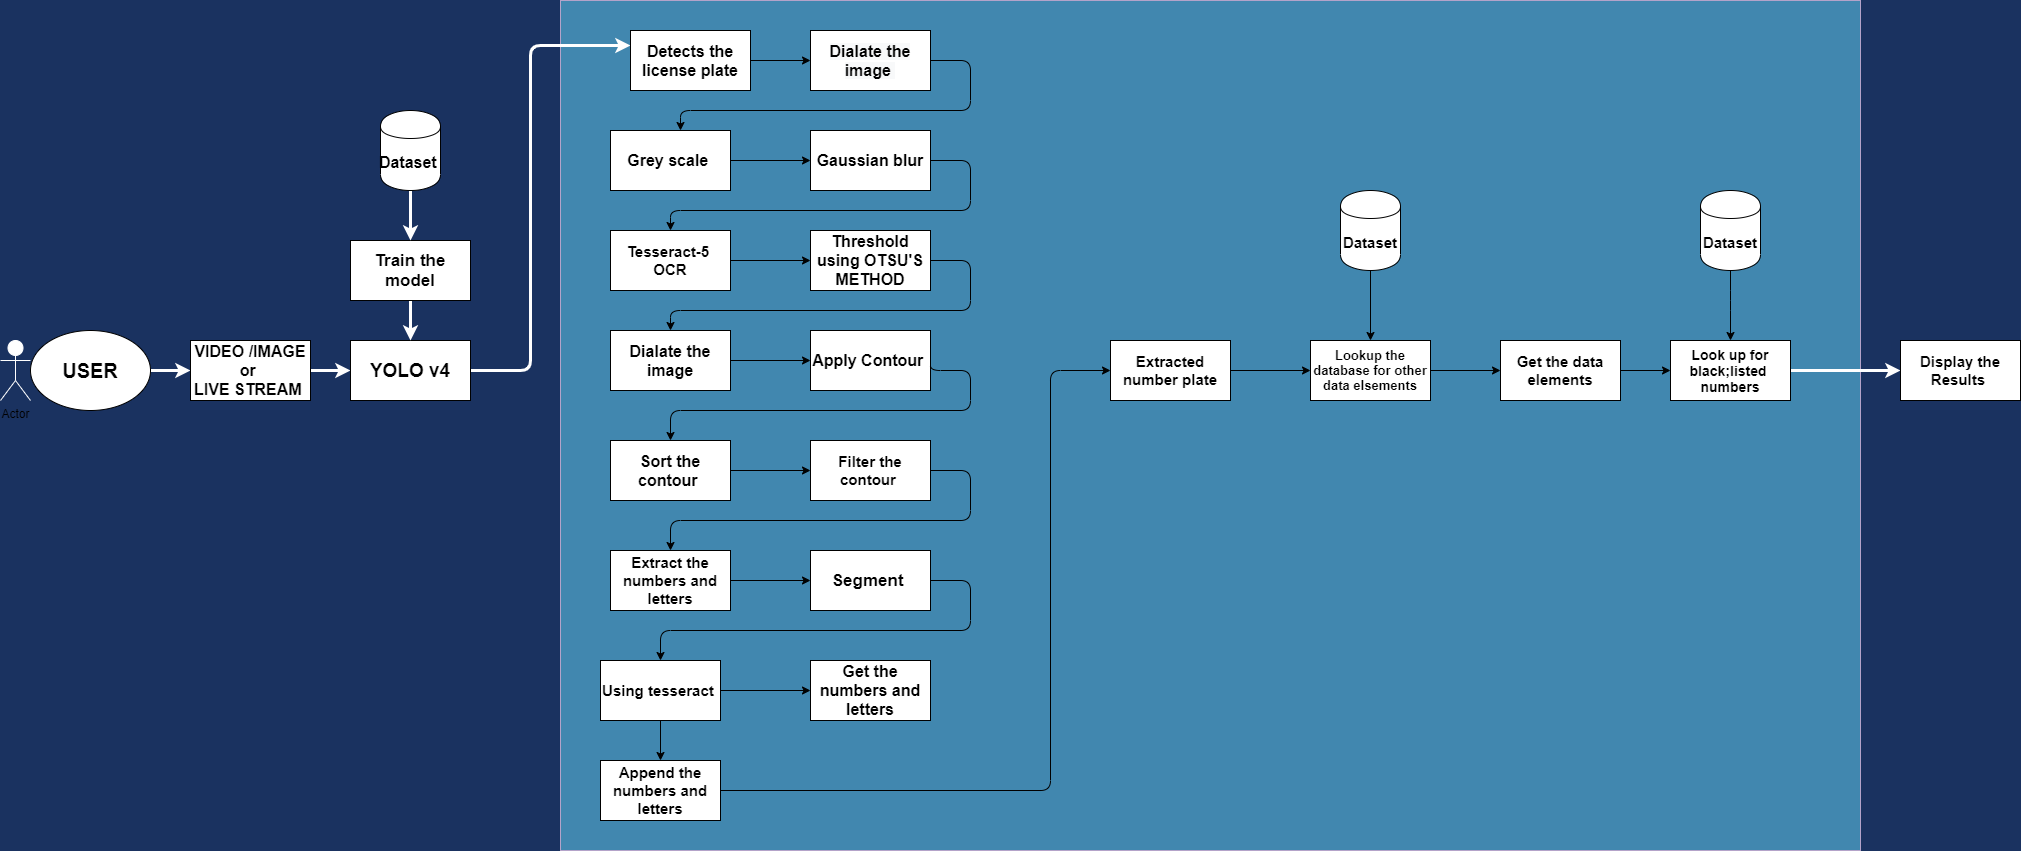 Detects the
license plate
Dialate the
image
Dataset
Grey scale
Gaussian blur
Train the
model
Tesseract-5
OCR
Threshold
using OTSU'S
METHOD
Dataset
Dataset
Actor
USER
VIDEO /IMAGE
or
LIVE STREAM
YOLO v4
Dialate the
image
Apply Contour
Extracted
number plate
Lookup the
database for other
data elsements
Get the data
elements
Look up for
black;listed
numbers
Display the
Results
Sort the
contour
Filter the
contour
Extract the
numbers and
letters
Segment
Using tesseract
Get the
numbers and
letters
Append the
numbers and
letters